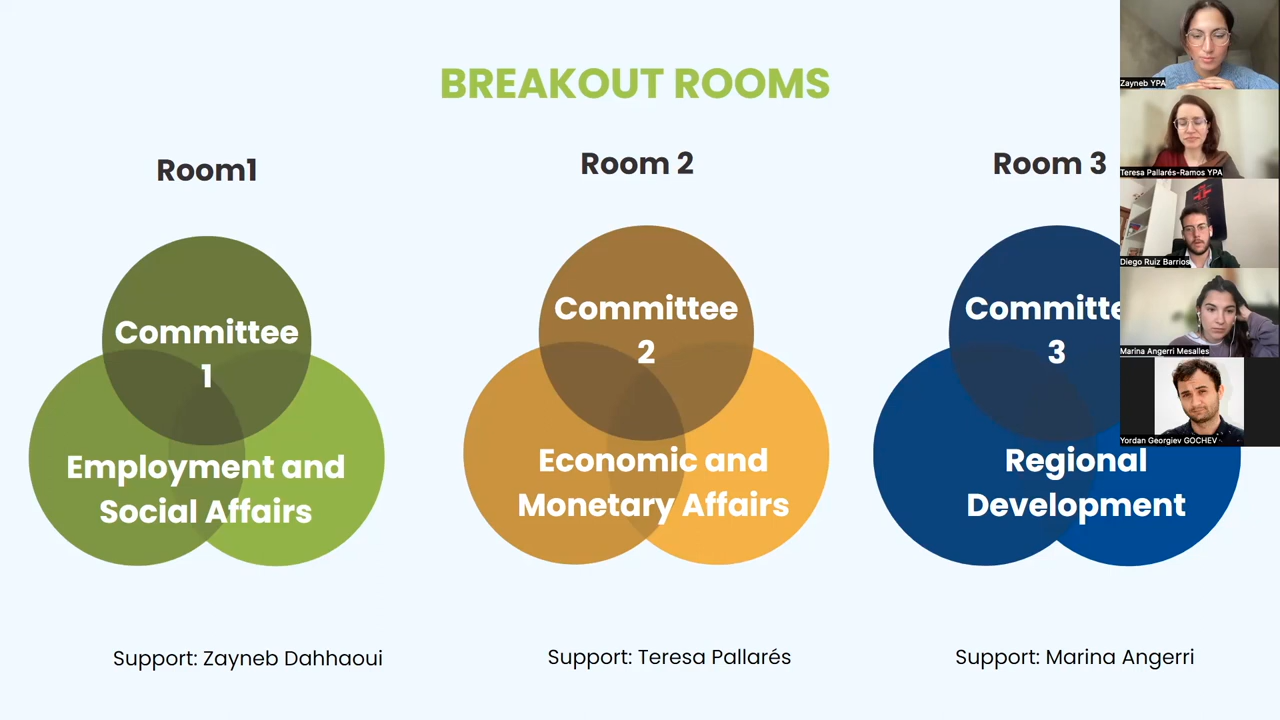 BREAKOUT ROOMS
Room1
Room 2
Room 3
Committee
1
Employment and
Social Affairs
Committee
2
Economic and
Monetary Affairs
Committe
3
Regional
Development
Support: Zayneb Dahhaoui
Support: Teresa Pallarés
Support: Marina Angerri
Zayneb YPA
Teresa Pallarés-Ramos YPA
Diego Ruiz Barrios
Marina Angerri Mesalles
Yordan Georgiev GOCHEV